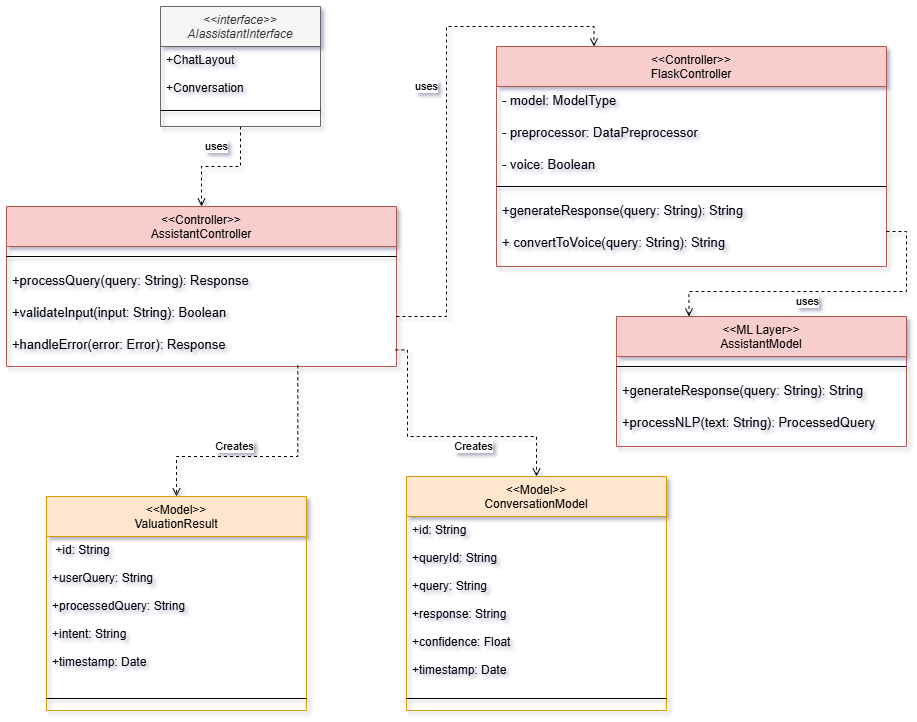 <<interface>>
AIassistantInterface
+ChatLayout
+Conversation
uses
<<Controller>>
AssistantController
+processQuery(query: String): Response
+validateInput(input: String): Boolean
+handleError(error: Error): Response
uses
<<Controller>>
FlaskController
- model: ModelType
- preprocessor: DataPreprocessor
- voice: Boolean
+generateResponse(query: String): String
+ convertToVoice(query: String): String
uses
<<ML Layer>>
AssistantModel
+generateResponse(query: String): String
+processNLP(text: String): ProcessedQuery
Creates
<<Model>>
ValuationResult
+id: String
+userQuery: String
+processedQuery: String
+intent: String
+timestamp: Date
Creates
<<Model>>
ConversationModel
+id: String
+queryId: String
+query: String
+response: String
+confidence: Float
+timestamp: Date